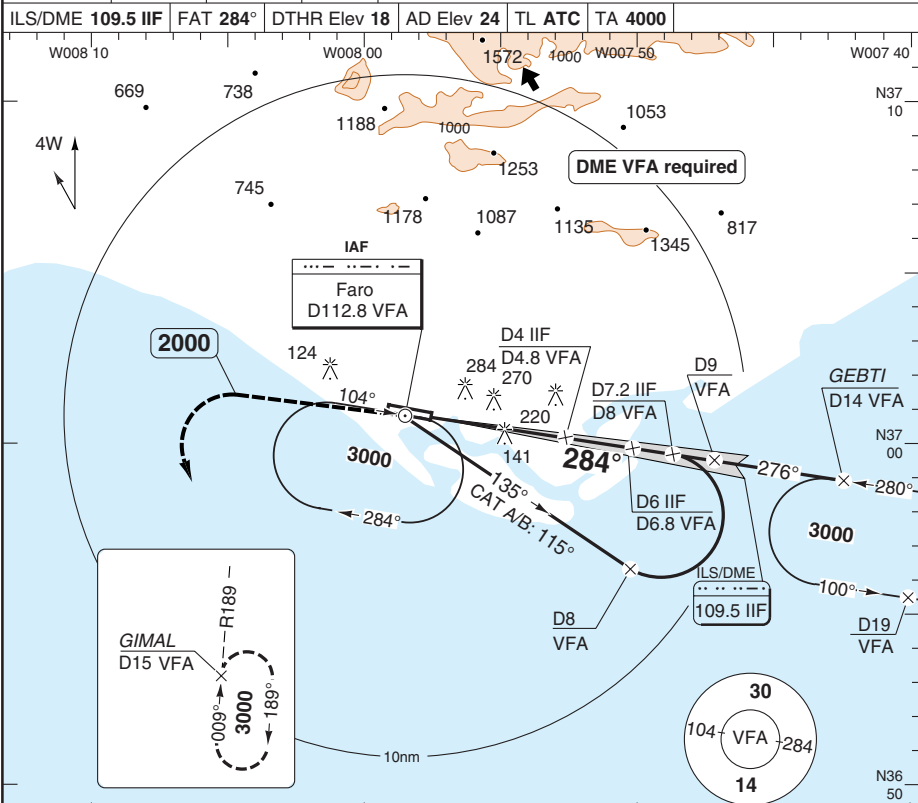 ILS/DME 109.5 IIF FAT 284° DTHR Elev 18 AD Elev 24 TL ATC TA 4000
W008 10
W008 00
W007 50
W007 40
1572
1000
669
738
N37
10
1188
1000
1053
4W
1253
DME VFA required
745
1178
1087
1135
1345
817
IAF
Faro
D112.8 VFA
2000
124
104°
284
270
220
141
D4 IIF
D4.8 VFA
D7.2 IIF
D8 VFA
D9
VFA
GEBTI
D14 VFA
N37
00
3000
284°
284°
276°
280°
135°
CAT A/B: 115°
D6 IIF
D6.8 VFA
3000
100°
ILS/DME
109.5 IIF
D8
VFA
D19
VFA
R189
GIMAL
D15 VFA
009°
3000
189°
10nm
30
104
VFA
284
14
N36
50